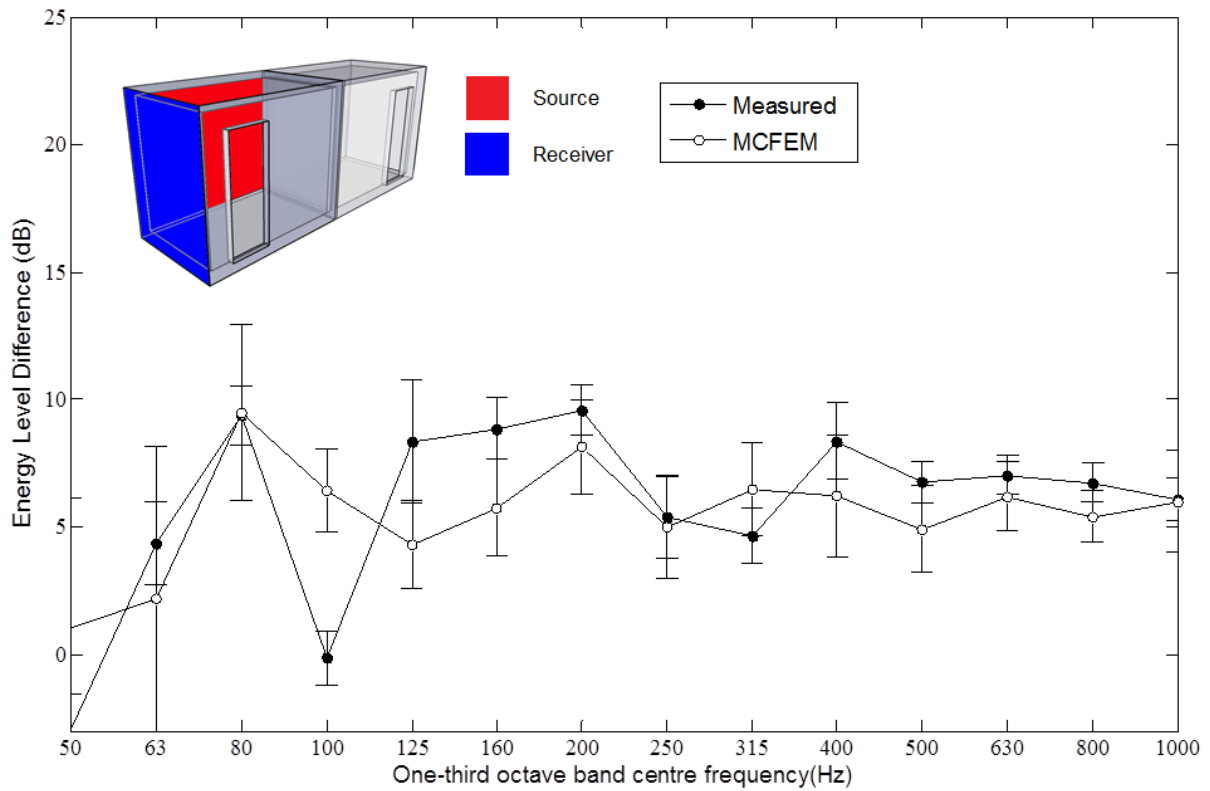 25
20
15
10
5
0
Energy Level Difference (dB)
Source
Receiver
Measured
MCFEM
50 63 80 100 125 160 200 250 315 400 500 630 800 1000
One-third octave band centre frequency(Hz)